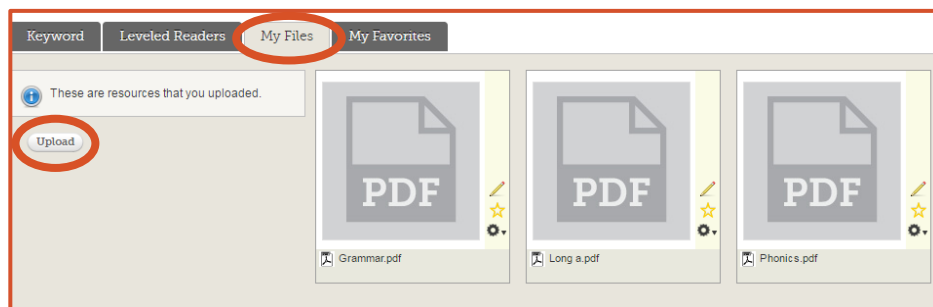 Keyword Leveled Readers My Files My Favorites
These are resources that you uploaded.
Upload
PDF PDF PDF
Grammar.pdf Long a.pdf Phonics.pdf